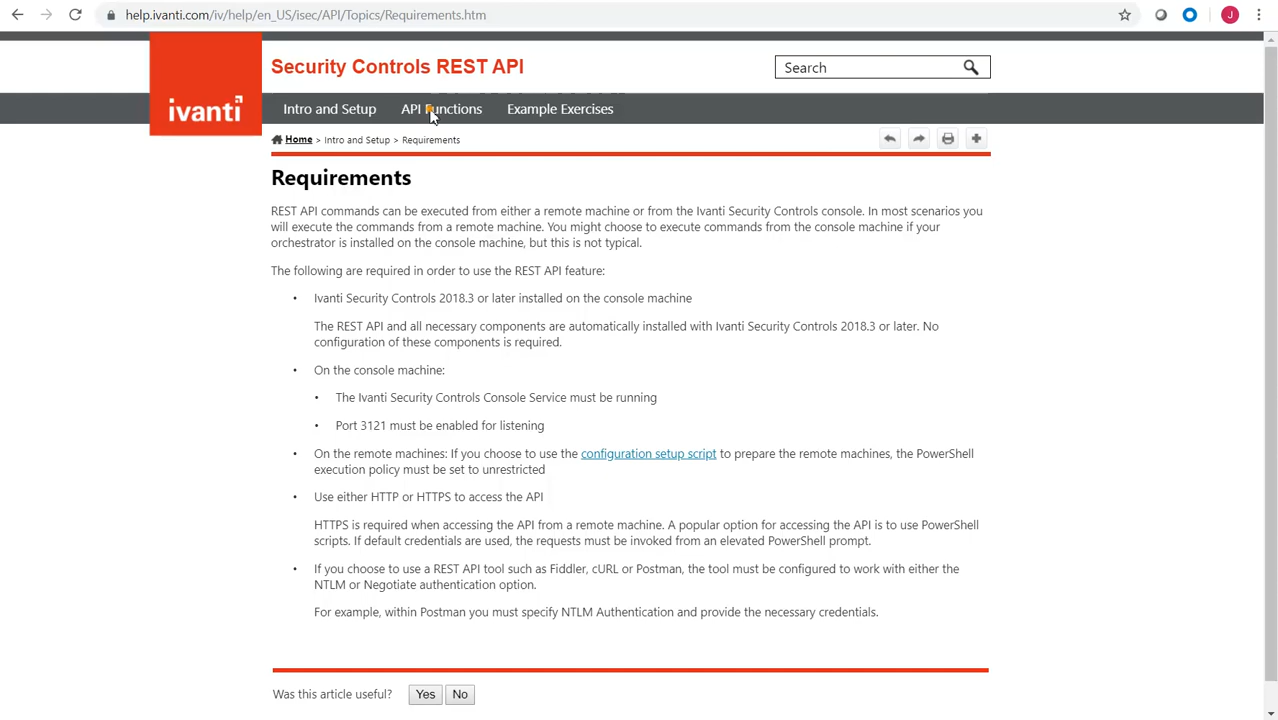 help.ivanti.com/iv/help/en_US/isec/API/Topics/Requirements.htm
J
ivanti
Security Controls REST API
Search
Intro and Setup API Functions Example Exercises
Home > Intro and Setup > Requirements
Requirements
REST API commands can be executed from either a remote machine or from the Ivanti Security Controls console. In most scenarios you
will execute the commands from a remote machine. You might choose to execute commands from the console machine if your
orchestrator is installed on the console machine, but this is not typical.
The following are required in order to use the REST API feature:
• Ivanti Security Controls 2018.3 or later installed on the console machine
The REST API and all necessary components are automatically installed with Ivanti Security Controls 2018.3 or later. No
configuration of these components is required.
• On the console machine:
• The Ivanti Security Controls Console Service must be running
• Port 3121 must be enabled for listening
• On the remote machines: If you choose to use the configuration setup script to prepare the remote machines, the PowerShell
execution policy must be set to unrestricted
• Use either HTTP or HTTPS to access the API
HTTPS is required when accessing the API from a remote machine. A popular option for accessing the API is to use PowerShell
scripts. If default credentials are used, the requests must be invoked from an elevated PowerShell prompt.
• If you choose to use a REST API tool such as Fiddler, cURL or Postman, the tool must be configured to work with either the
NTLM or Negotiate authentication option.
For example, within Postman you must specify NTLM Authentication and provide the necessary credentials.
Was this article useful? Yes No